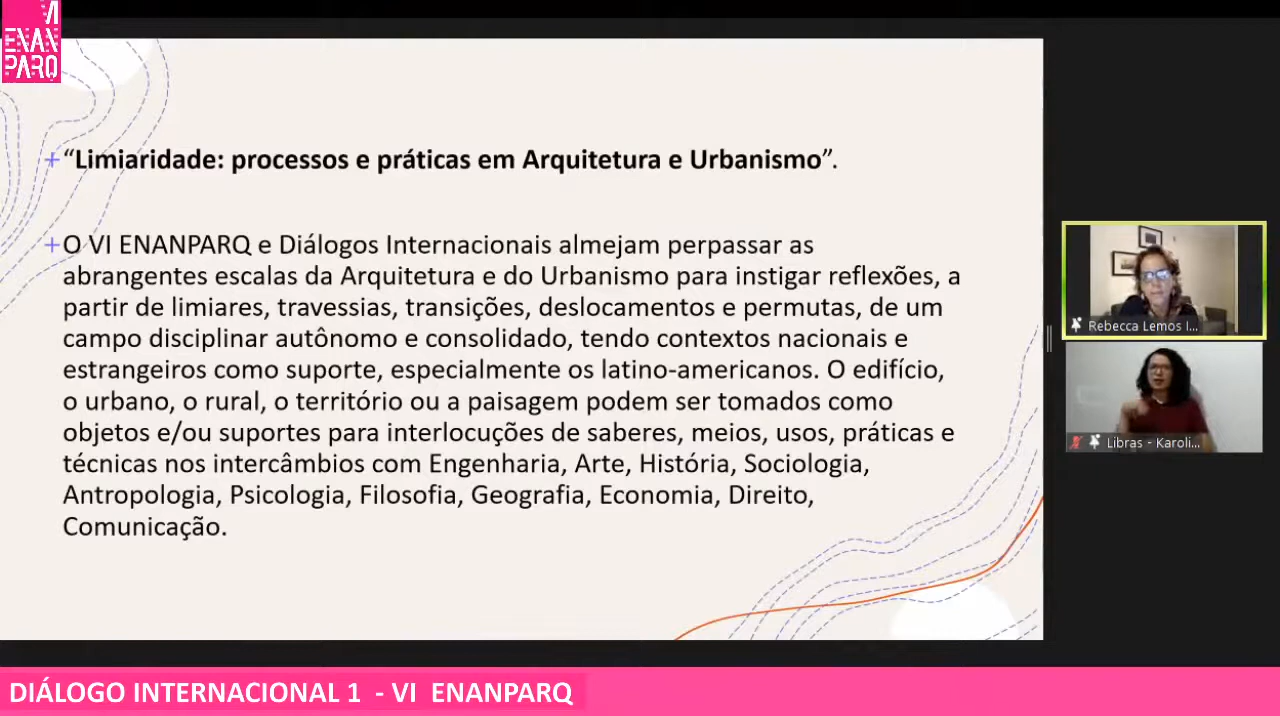 VI
ENAN
PARQ
“Limiaridade: processos e práticas em Arquitetura e Urbanismo”.
O VI ENANPARQ e Diálogos Internacionais almejam perpassar as
abrangentes escalas da Arquitetura e do Urbanismo para instigar reflexões, a
partir de limiares, travessias, transições, deslocamentos e permutas, de um
campo disciplinar autônomo e consolidado, tendo contextos nacionais e
estrangeiros como suporte, especialmente os latino-americanos. O edifício,
o urbano, o rural, o território ou a paisagem podem ser tomados como
objetos e/ou suportes para interlocuções de saberes, meios, usos, práticas e
técnicas nos intercâmbios com Engenharia, Arte, História, Sociologia,
Antropologia, Psicologia, Filosofia, Geografia, Economia, Direito,
Comunicação.
Rebecca Lemos I...
Libras - Karoli...
DIÁLOGO INTERNACIONAL 1 - VI ENANPARQ